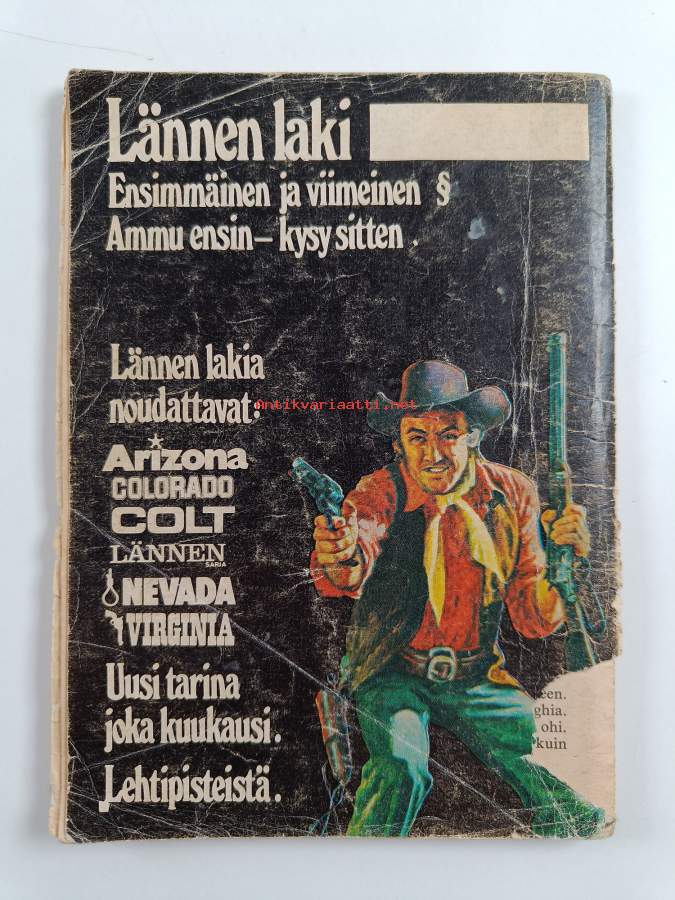 Lännen laki
Ensimmäinen ja viimeinen §
Ammu ensin – kysy sitten.
Lännen lakia
noudattavat:
Antikvariaatti.net
Arizona
COLORADO
COLT
LÄNNEN
SARJA
NEVADA
VIRGINIA
Uusi tarina
joka kuukausi.
Lehtipisteistä.
een.
ghia.
ohi.
kuin